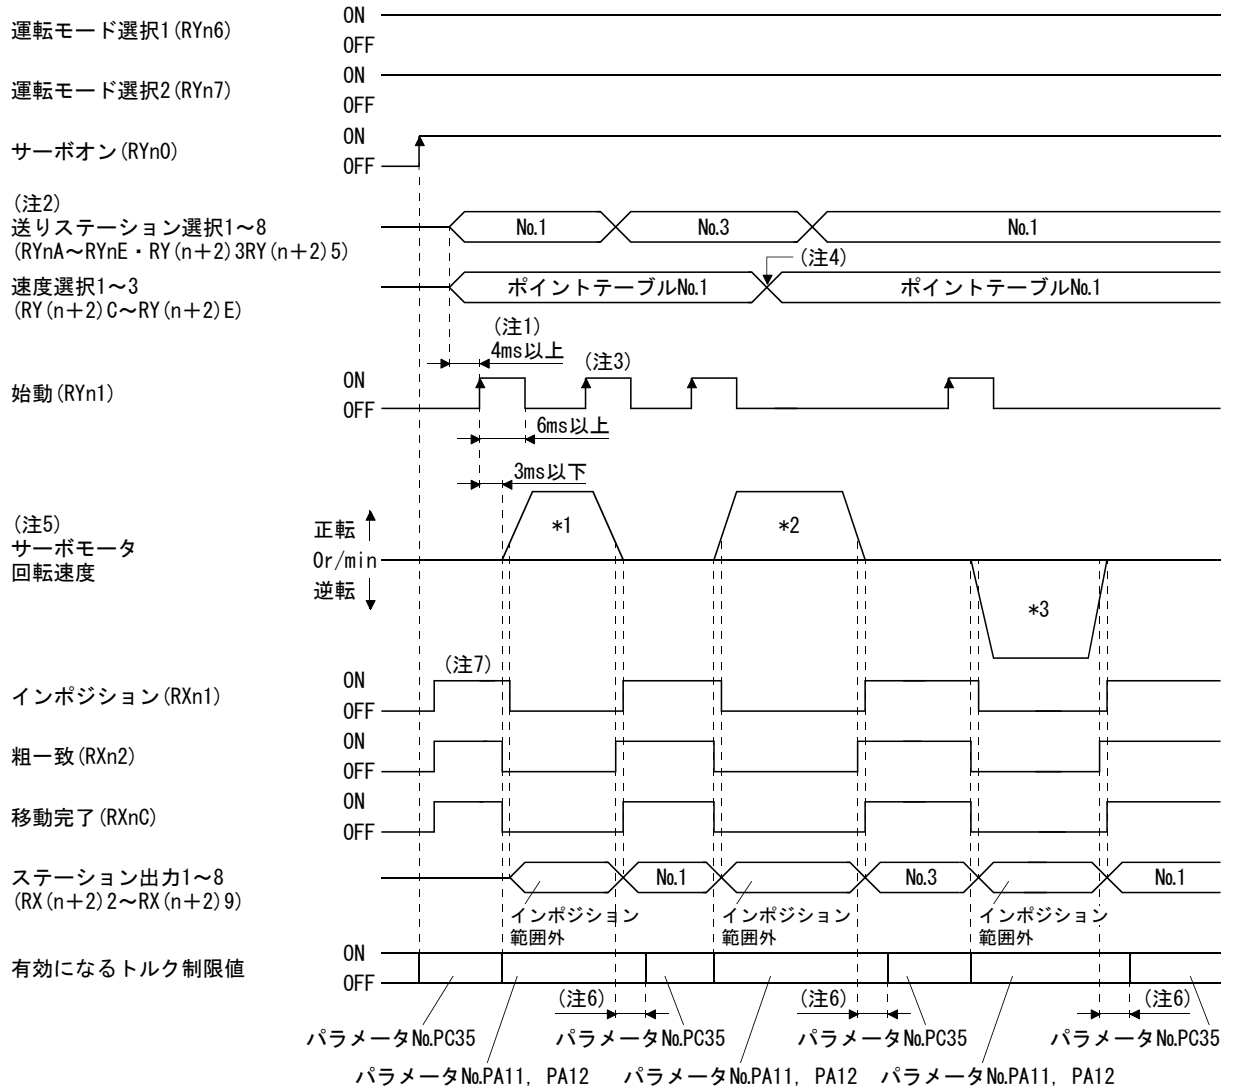 運転モード選択1(RYn6)
ON
OFF
運転モード選択2(RYn7)
ON
OFF
サーボオン(RYn0)
ON
OFF
(注2)
送りステーション選択1～8
(RYnA～RYnE・RY(n+2)3RY(n+2)5)
No.1
No.3
No.1
速度選択1～3
(RY(n+2)C～RY(n+2)E)
ポイントテーブルNo.1
(注4)
ポイントテーブルNo.1
(注1)
4ms以上
(注3)
始動(RYn1)
ON
OFF
6ms以上
3ms以下
(注5)
サーボモータ
回転速度
正転
0r/min
逆転
*1
*2
*3
(注7)
インポジション(RXn1)
ON
OFF
粗一致(RXn2)
ON
OFF
移動完了(RXnC)
ON
OFF
ステーション出力1～8
(RX(n+2)2～RX(n+2)9)
No.1
No.3
No.1
インポジション
範囲外
インポジション
範囲外
インポジション
範囲外
有効になるトルク制限値
ON
OFF
(注6)
(注6)
(注6)
パラメータNo.PC35
パラメータNo.PC35
パラメータNo.PC35
パラメータNo.PC35
パラメータNo.PA11, PA12
パラメータNo.PA11, PA12
パラメータNo.PA11, PA12